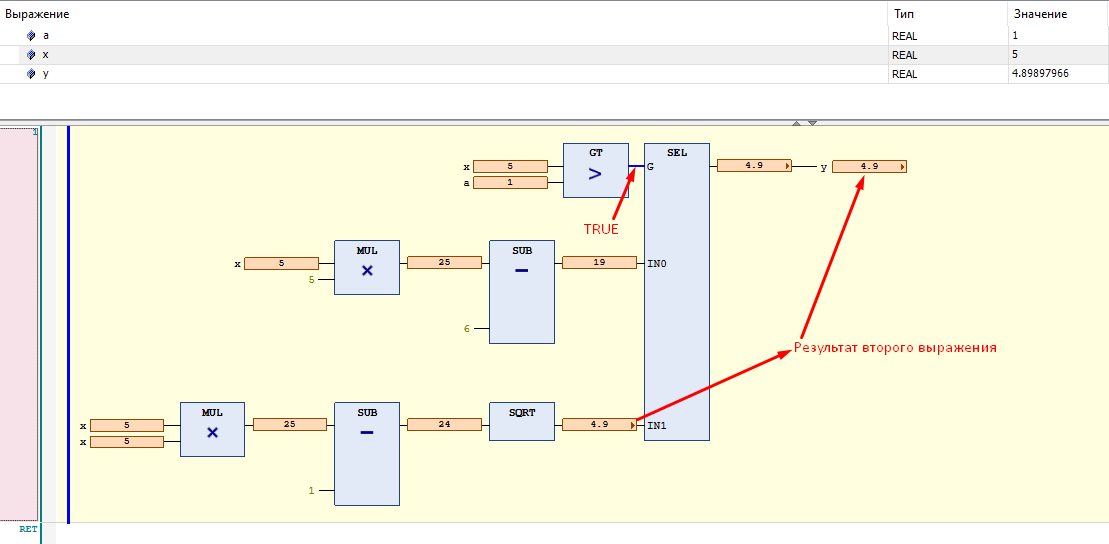 Выражение Тип Значение
a REAL 1
x REAL 5
y REAL 4.89897966
1
GT SEL
x 5 G 4.9 y 4.9
>
a 1
TRUE
MUL SUB
x 5 25 19 IN0
× −
5
6
Результат второго выражения
MUL SUB SQRT
x 5 25 24 4.9 IN1
× −
x 5
1
RET